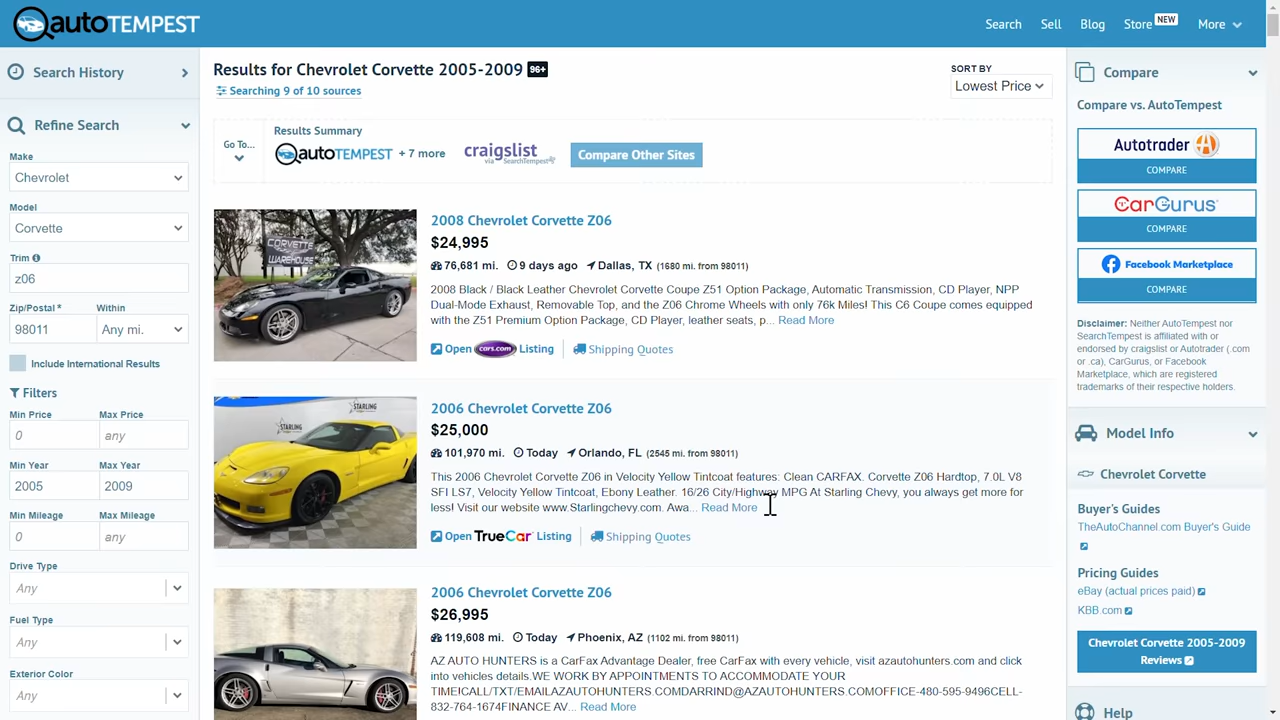 autoTEMPEST
Search
Sell
Blog
Store NEW
More
Search History
Refine Search
Make
Chevrolet
Model
Corvette
Trim
z06
Zip/Postal * Within
98011 Any mi.
Include International Results
Filters
Min Price Max Price
0 any
Min Year Max Year
2005 2009
Min Mileage Max Mileage
0 any
Drive Type
Any
Fuel Type
Any
Exterior Color
Any
Results for Chevrolet Corvette 2005-2009 96+
Searching 9 of 10 sources
SORT BY
Lowest Price
Go To...
Results Summary
autoTEMPEST + 7 more
craigslist
via SearchTempest
Compare Other Sites
CORVETTE
WAREHOUSE
2008 Chevrolet Corvette Z06
$24,995
76,681 mi. 9 days ago Dallas, TX (1680 mi. from 98011)
2008 Black / Black Leather Chevrolet Corvette Coupe Z51 Option Package, Automatic Transmission, CD Player, NPP
Dual-Mode Exhaust, Removable Top, and the Z06 Chrome Wheels with only 76k Miles! This C6 Coupe comes equipped
with the Z51 Premium Option Package, CD Player, leather seats, p... Read More
Open cars.com Listing Shipping Quotes
STARLING
STARLING
2006 Chevrolet Corvette Z06
$25,000
101,970 mi. Today Orlando, FL (2545 mi. from 98011)
This 2006 Chevrolet Corvette Z06 in Velocity Yellow Tintcoat features: Clean CARFAX. Corvette Z06 Hardtop, 7.0L V8
SFI LS7, Velocity Yellow Tintcoat, Ebony Leather. 16/26 City/Highway MPG At Starling Chevy, you always get more for
less! Visit our website www.Starlingchevy.com. Awa... Read More
Open TrueCar Listing Shipping Quotes
2006 Chevrolet Corvette Z06
$26,995
119,608 mi. Today Phoenix, AZ (1102 mi. from 98011)
AZ AUTO HUNTERS is a CarFax Advantage Dealer, free CarFax with every vehicle, visit azautohunters.com and click
into vehicles details.WE WORK BY APPOINTMENTS TO ACCOMMODATE YOUR
TIME!CALL/TXT/EMAILAZAUTOHUNTERS.COMDARRIND@AZAUTOHUNTERS.COMOFFICE-480-595-9496CELL-
832-764-1674FINANCE AV... Read More
Compare
Compare vs. AutoTempest
Autotrader
COMPARE
CarGurus
COMPARE
Facebook Marketplace
COMPARE
Disclaimer: Neither AutoTempest nor
SearchTempest is affiliated with or
endorsed by craigslist or Autotrader (.com
or .ca), CarGurus, or Facebook
Marketplace, which are registered
trademarks of their respective holders.
Model Info
Chevrolet Corvette
Buyer's Guides
TheAutoChannel.com Buyer's Guide
Pricing Guides
eBay (actual prices paid)
KBB.com
Chevrolet Corvette 2005-2009
Reviews
Help